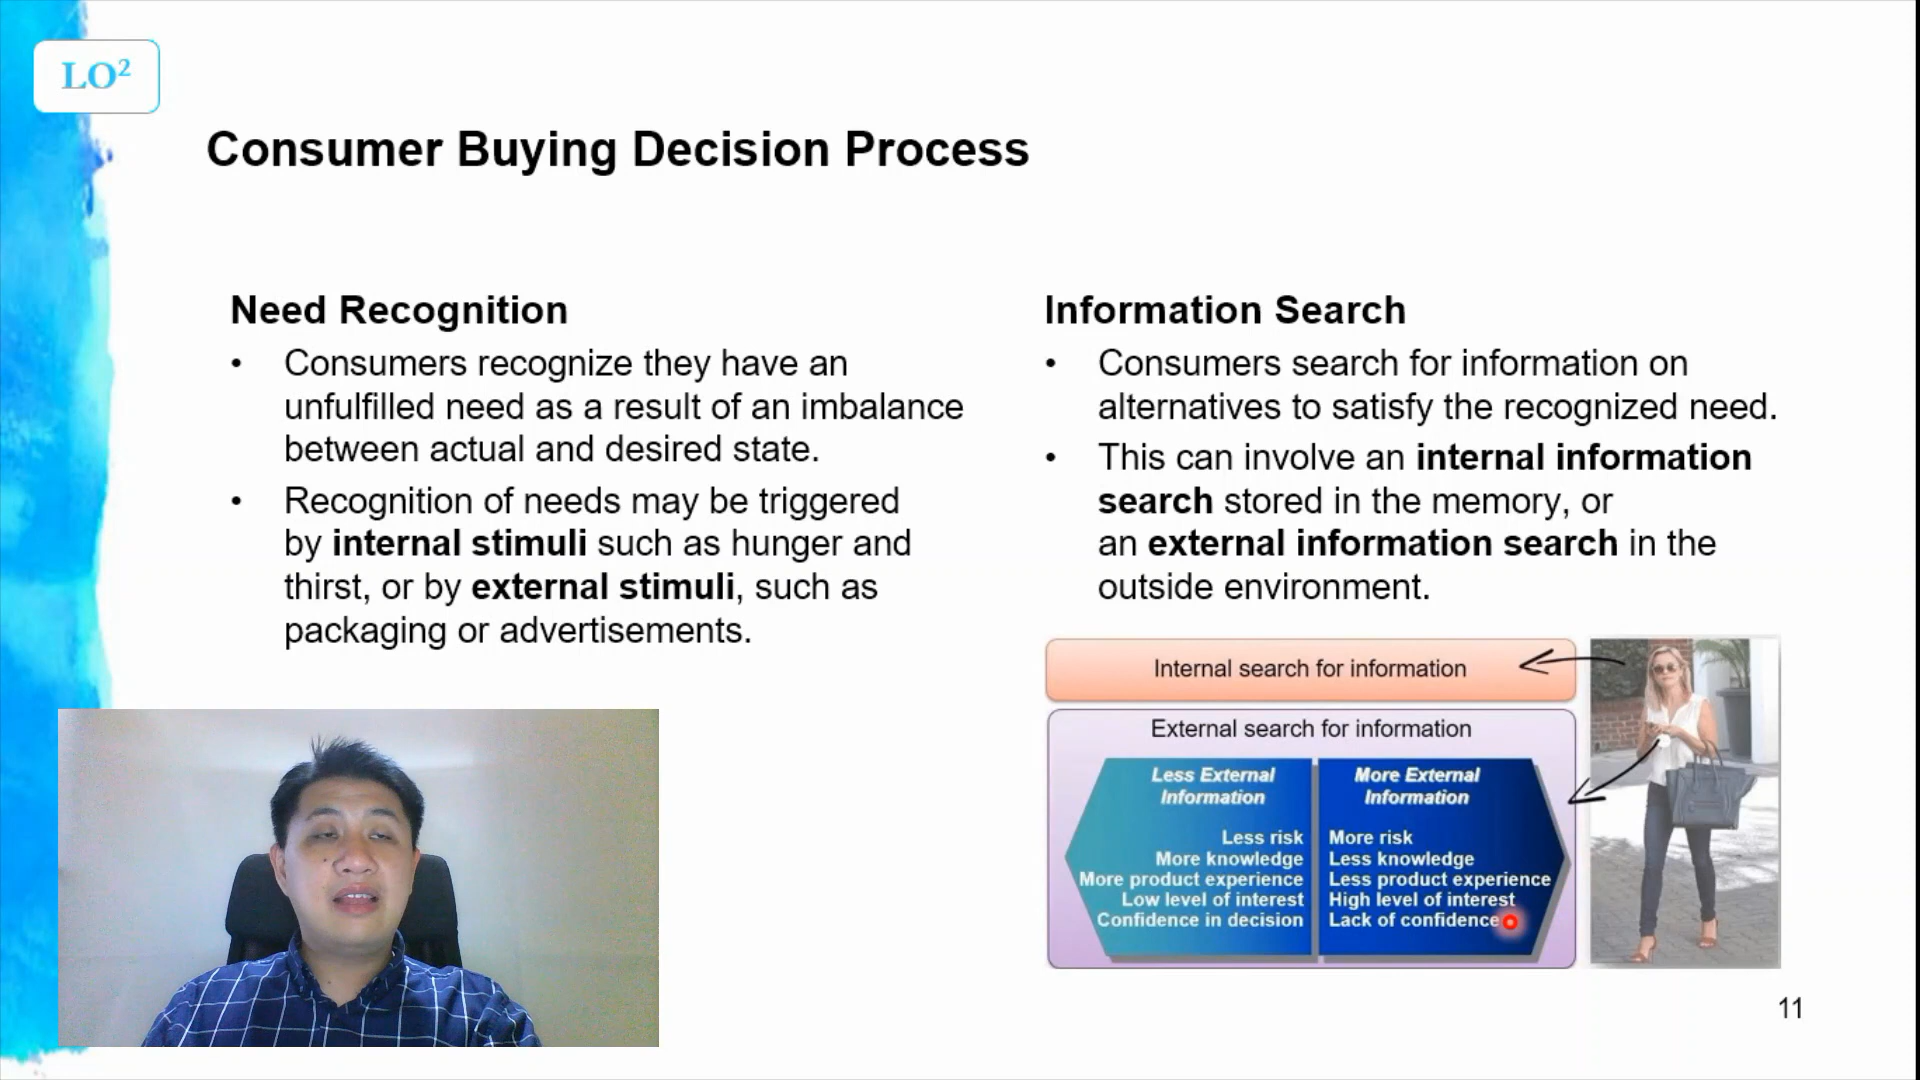 LO²
Consumer Buying Decision Process
Need Recognition
• Consumers recognize they have an
unfulfilled need as a result of an imbalance
between actual and desired state.
• Recognition of needs may be triggered
by internal stimuli such as hunger and
thirst, or by external stimuli, such as
packaging or advertisements.
Information Search
• Consumers search for information on
alternatives to satisfy the recognized need.
• This can involve an internal information
search stored in the memory, or
an external information search in the
outside environment.
Internal search for information
External search for information
Less External
Information
Less risk
More knowledge
More product experience
Low level of interest
Confidence in decision
More External
Information
More risk
Less knowledge
Less product experience
High level of interest
Lack of confidence
11